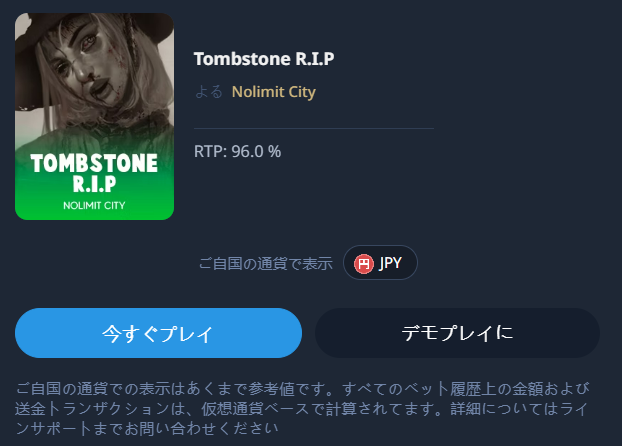 TOMBSTONE
R.I.P
NOLIMIT CITY
Tombstone R.I.P
よる Nolimit City
RTP: 96.0 %
ご自国の通貨で表示 円 JPY
今すぐプレイ
デモプレイに
ご自国の通貨での表示はあくまで参考値です。すべてのベット履歴上の金額および
送金トランザクションは、仮想通貨ベースで計算されてます。詳細についてはライ
ンサポートまでお問い合わせください